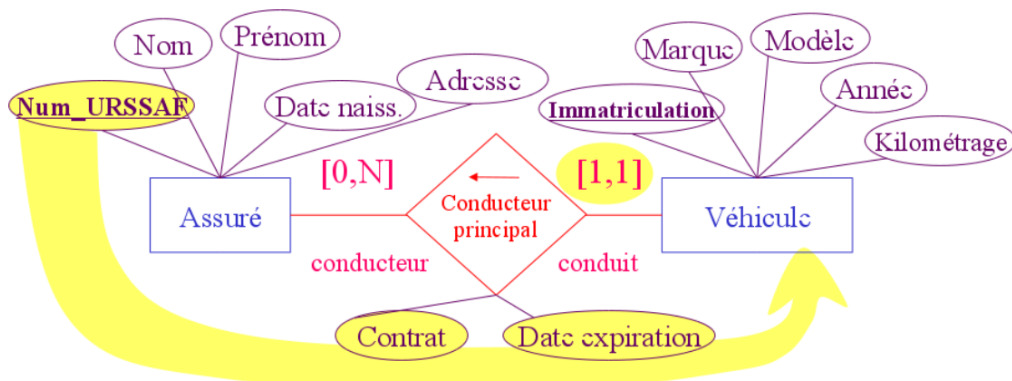 Nom
Prénom
Marque
Modèle
Num_URSSAF
Date naiss.
Adresse
Immatriculation
Année
Kilométrage
[0,N]
[1,1]
Assuré
Conducteur
principal
Véhicule
conducteur
conduit
Contrat
Date expiration